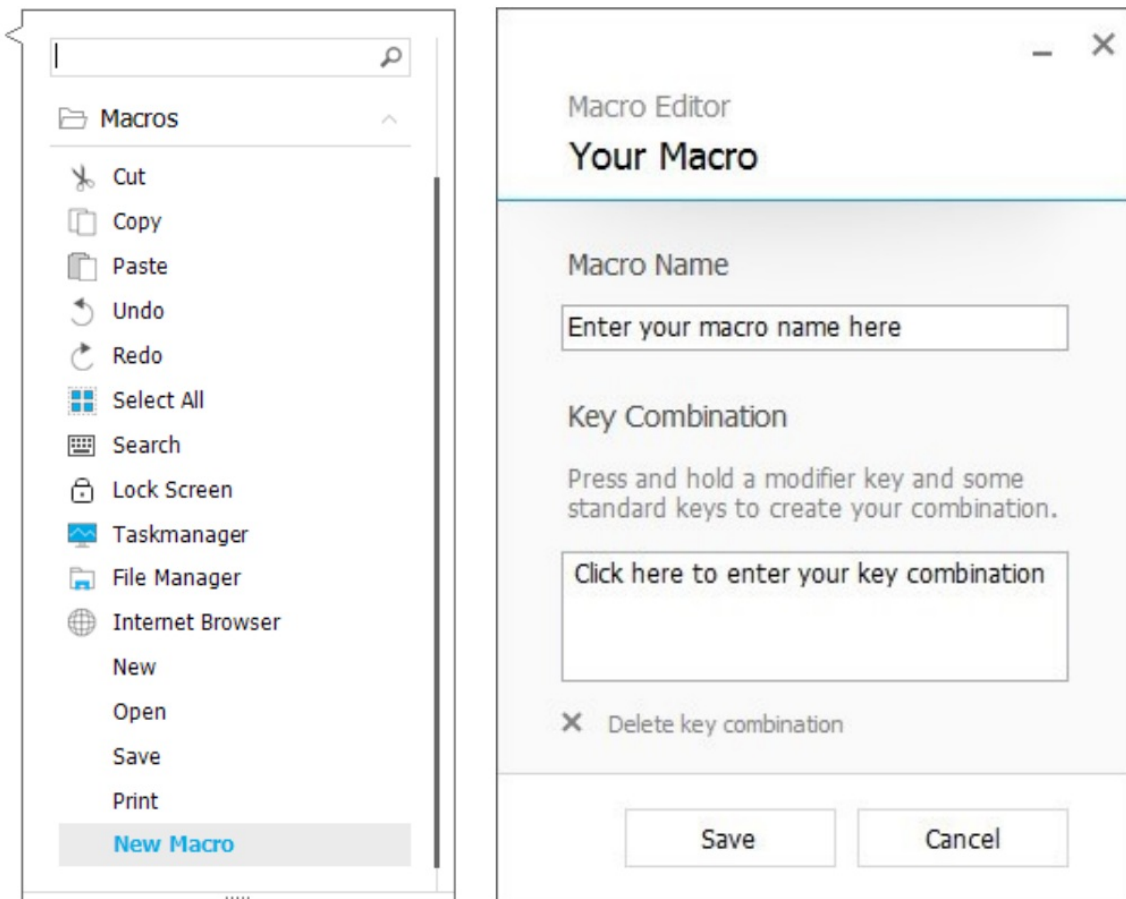 Macros
Cut
Copy
Paste
Undo
Redo
Select All
Search
Lock Screen
Taskmanager
File Manager
Internet Browser
New
Open
Save
Print
New Macro
Macro Editor
Your Macro
Macro Name
Enter your macro name here
Key Combination
Press and hold a modifier key and some
standard keys to create your combination.
Click here to enter your key combination
Delete key combination
Save
Cancel